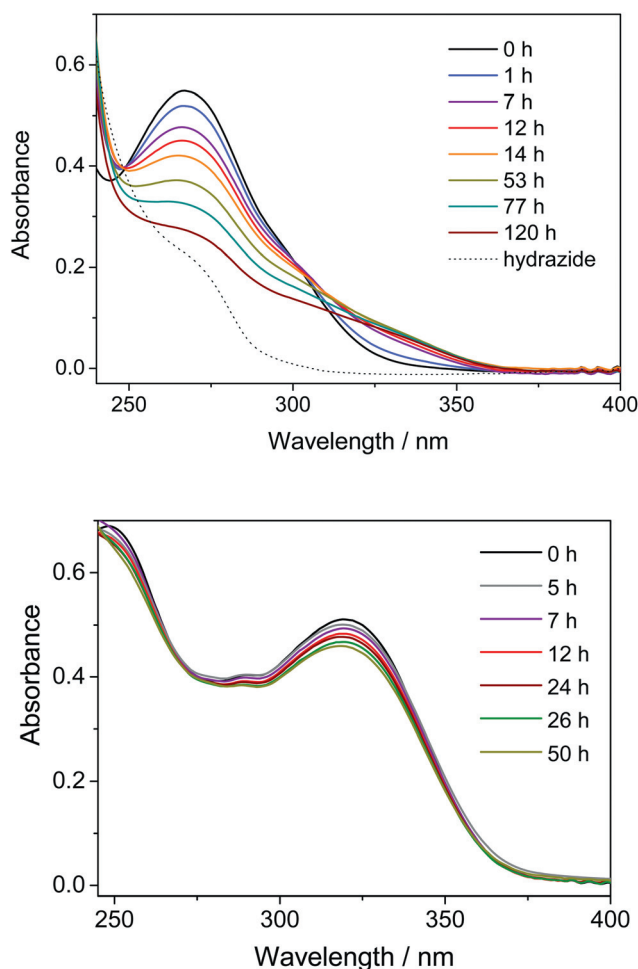 0.6
0.4
0.2
0.0
Absorbance
0 h
1 h
7 h
12 h
14 h
53 h
77 h
120 h
hydrazide
250
300
350
400
Wavelength / nm
0.6
0.4
0.2
0.0
Absorbance
0 h
5 h
7 h
12 h
24 h
26 h
50 h
250
300
350
400
Wavelength / nm